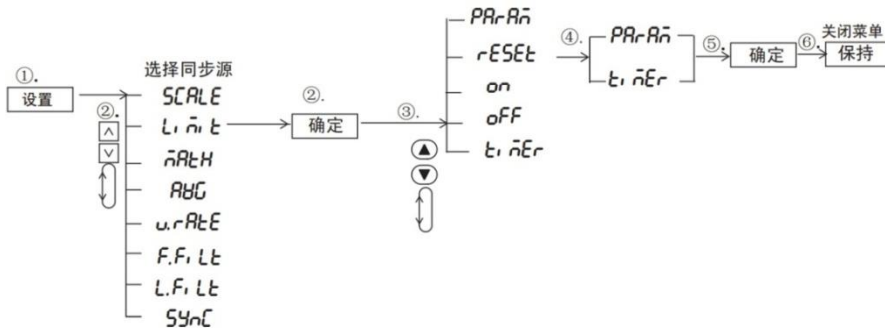 ①.
设置
②.
选择同步源
SCALE
Limit
MATH
AVG
u.rAtE
F.FiLt
L.FiLt
SYnC
②.
确定
③.
PArAM
rESEt
on
oFF
timEr
④.
PArAM
timEr
⑤.
确定
⑥.
关闭菜单
保持